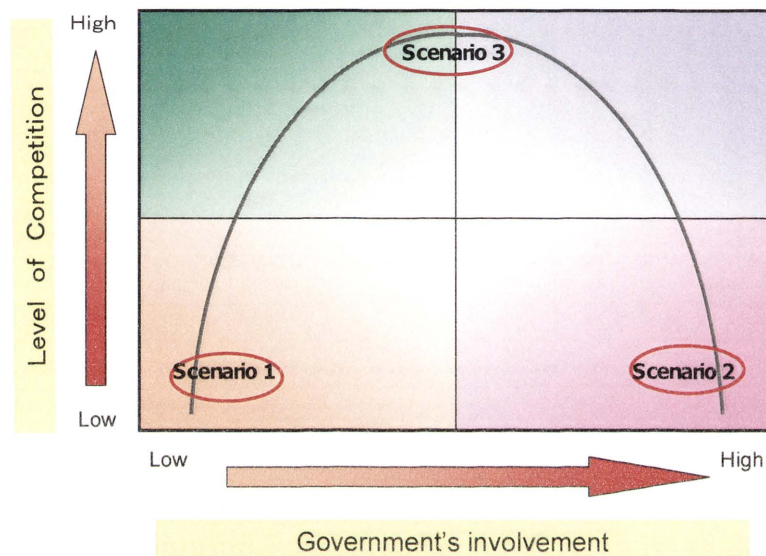 High
Level of Competition
Low
Scenario 3
Scenario 1
Scenario 2
Low
High
Government's involvement